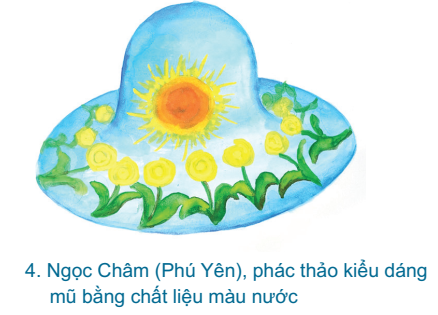 4. Ngọc Châm (Phú Yên), phác thảo kiểu dáng
mũ bằng chất liệu màu nước